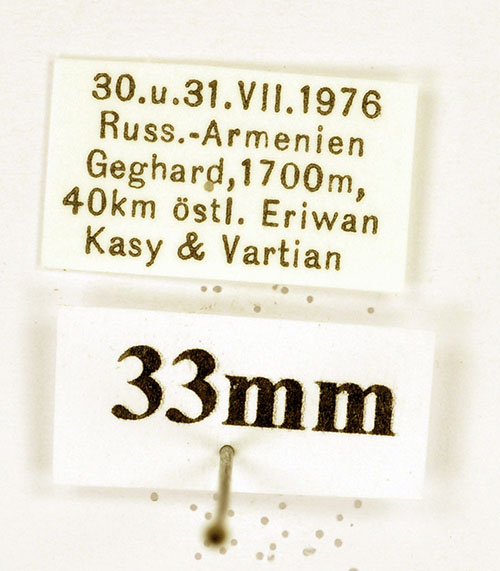 30.u.31.VII.1976
Russ.-Armenien
Geghard,1700m,
40km östl. Eriwan
Kasy & Vartian
33mm